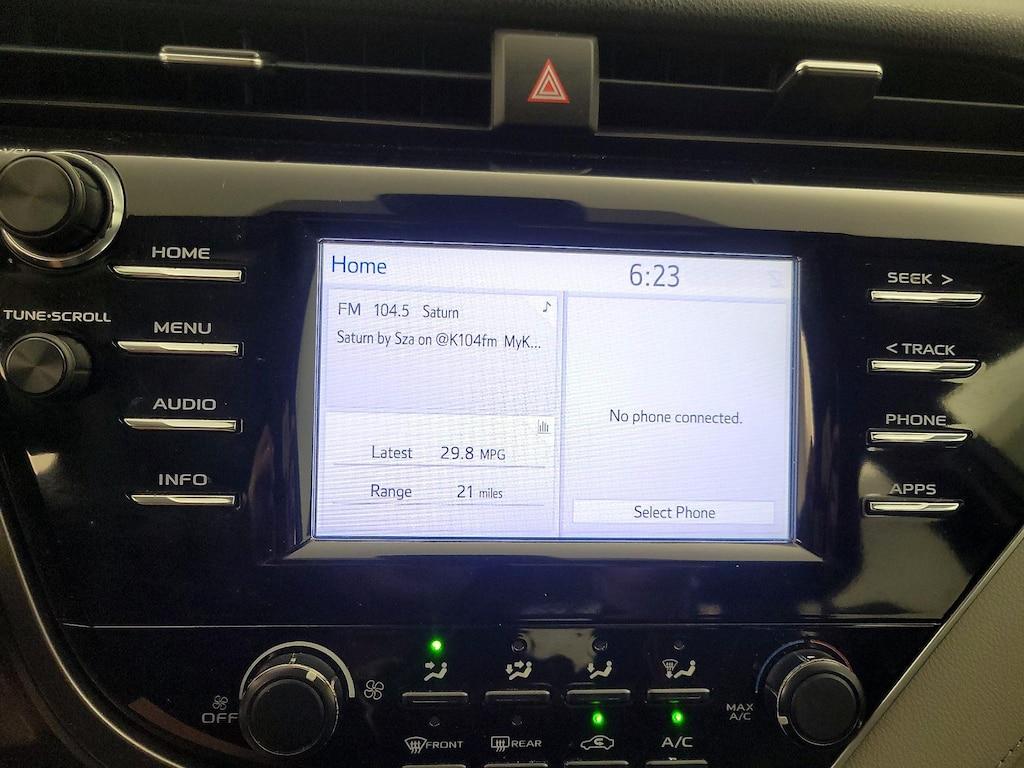 HOME
TUNE•SCROLL
MENU
AUDIO
INFO
Home
6:23
FM 104.5 Saturn
Saturn by Sza on @K104fm MyK...
Latest 29.8 MPG
Range 21 miles
No phone connected.
Select Phone
SEEK >
< TRACK
PHONE
APPS
OFF
MAX
A/C
FRONT
REAR
A/C